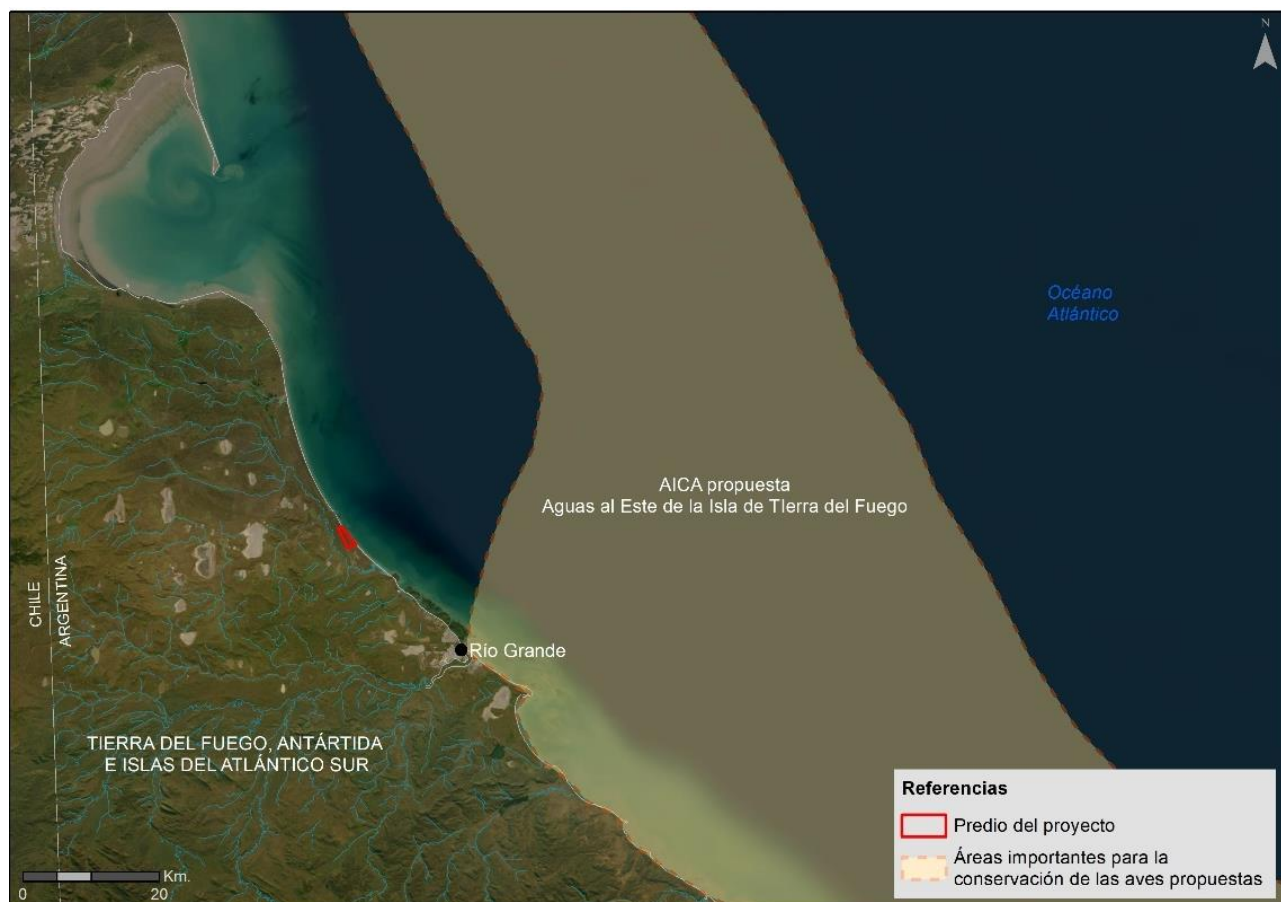 N
Océano
Atlántico
AICA propuesta
Aguas al Este de la Isla de TIerra del Fuego
CHILE
ARGENTINA
Río Grande
TIERRA DEL FUEGO, ANTÁRTIDA
E ISLAS DEL ATLÁNTICO SUR
Referencias
Predio del proyecto
Áreas importantes para la
conservación de las aves propuestas
Km.
0 20